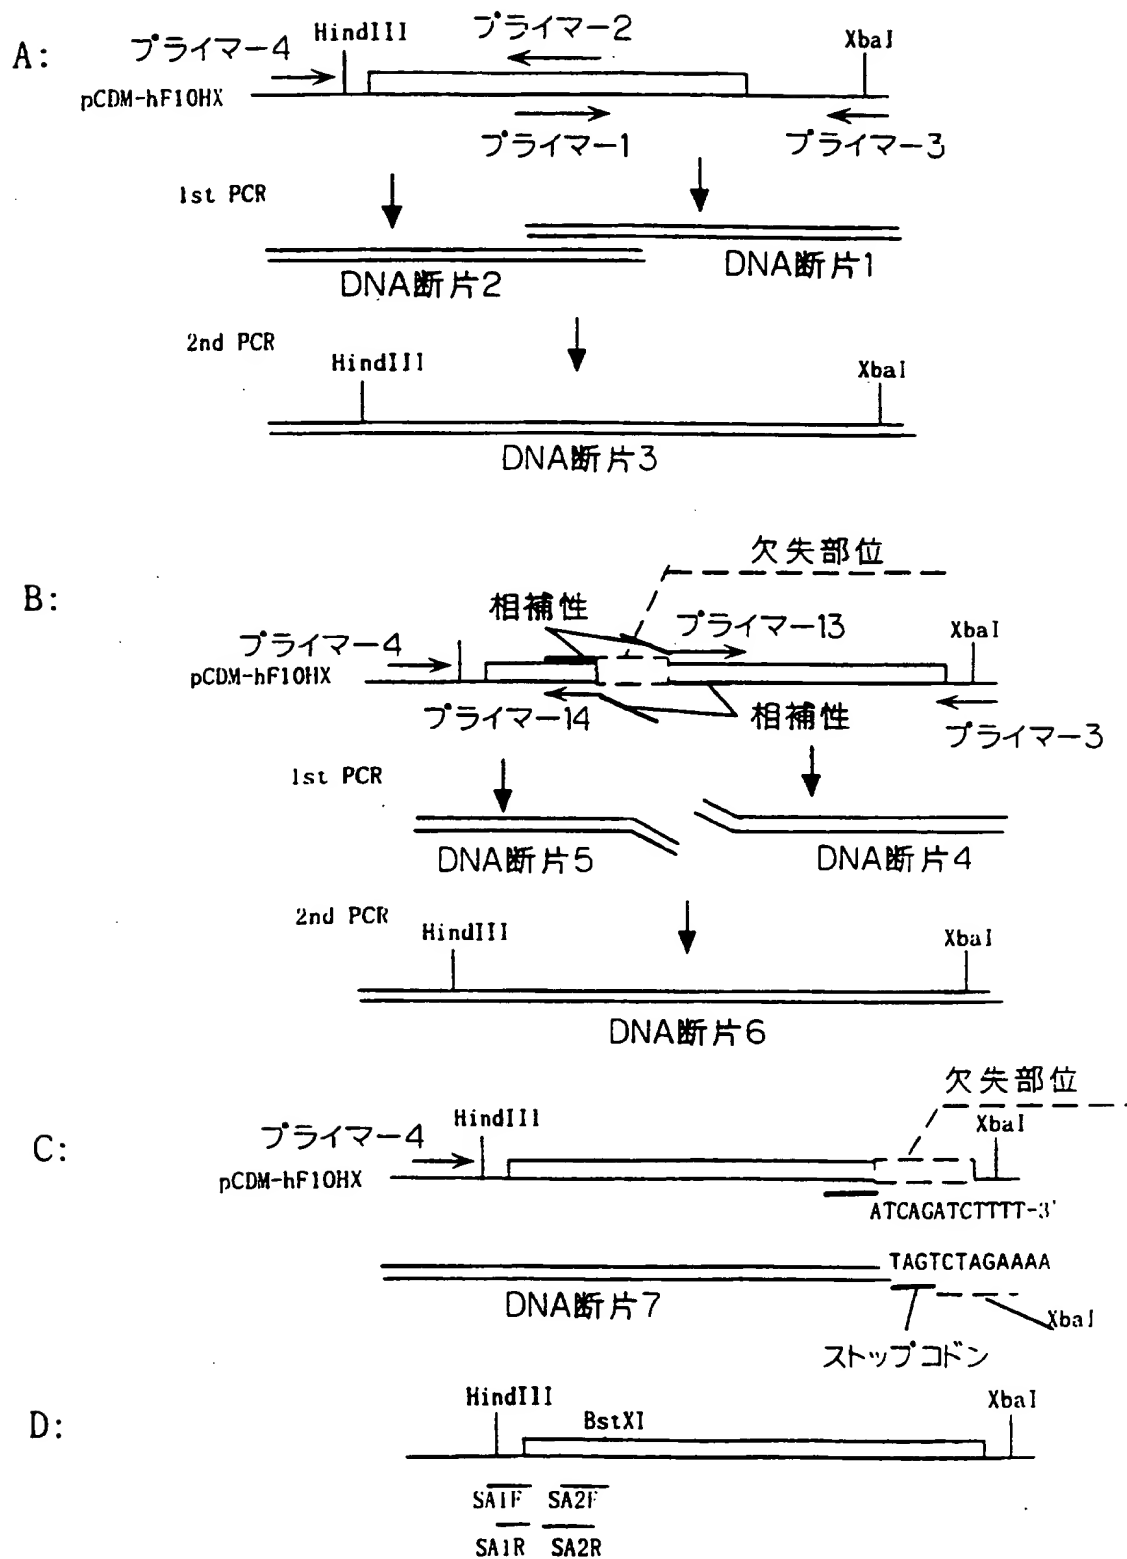 A:
プライマー4
HindIII
プライマー2
XbaI
pCDM-hF10HX
プライマー1
プライマー3
1st PCR
DNA断片2
DNA断片1
2nd PCR
HindIII
XbaI
DNA断片3
B:
欠失部位
相補性
プライマー4
プライマー13
XbaI
pCDM-hF10HX
プライマー14
相補性
プライマー3
1st PCR
DNA断片5
DNA断片4
2nd PCR
HindIII
XbaI
DNA断片6
欠失部位
C:
プライマー4
HindIII
XbaI
pCDM-hF10HX
ATCAGATCTTTT-3'
TAGTCTAGAAAA
DNA断片7
XbaI
ストップコドン
D:
HindIII
BstXI
XbaI
SA1F SA2F
SA1R SA2R